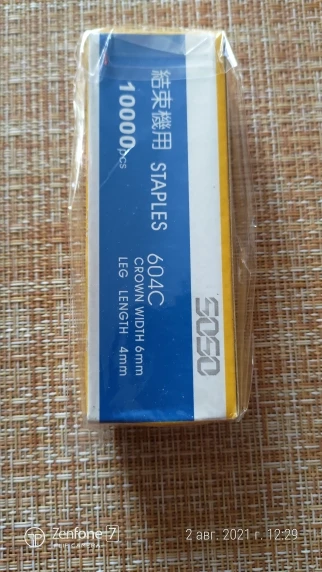 結束機用 STAPLES 604C
10000pcs
CROWN WIDTH 6mm
LEG LENGTH 4mm
SOSO
Zenfone 7
2 авг. 2021 г. 12:29